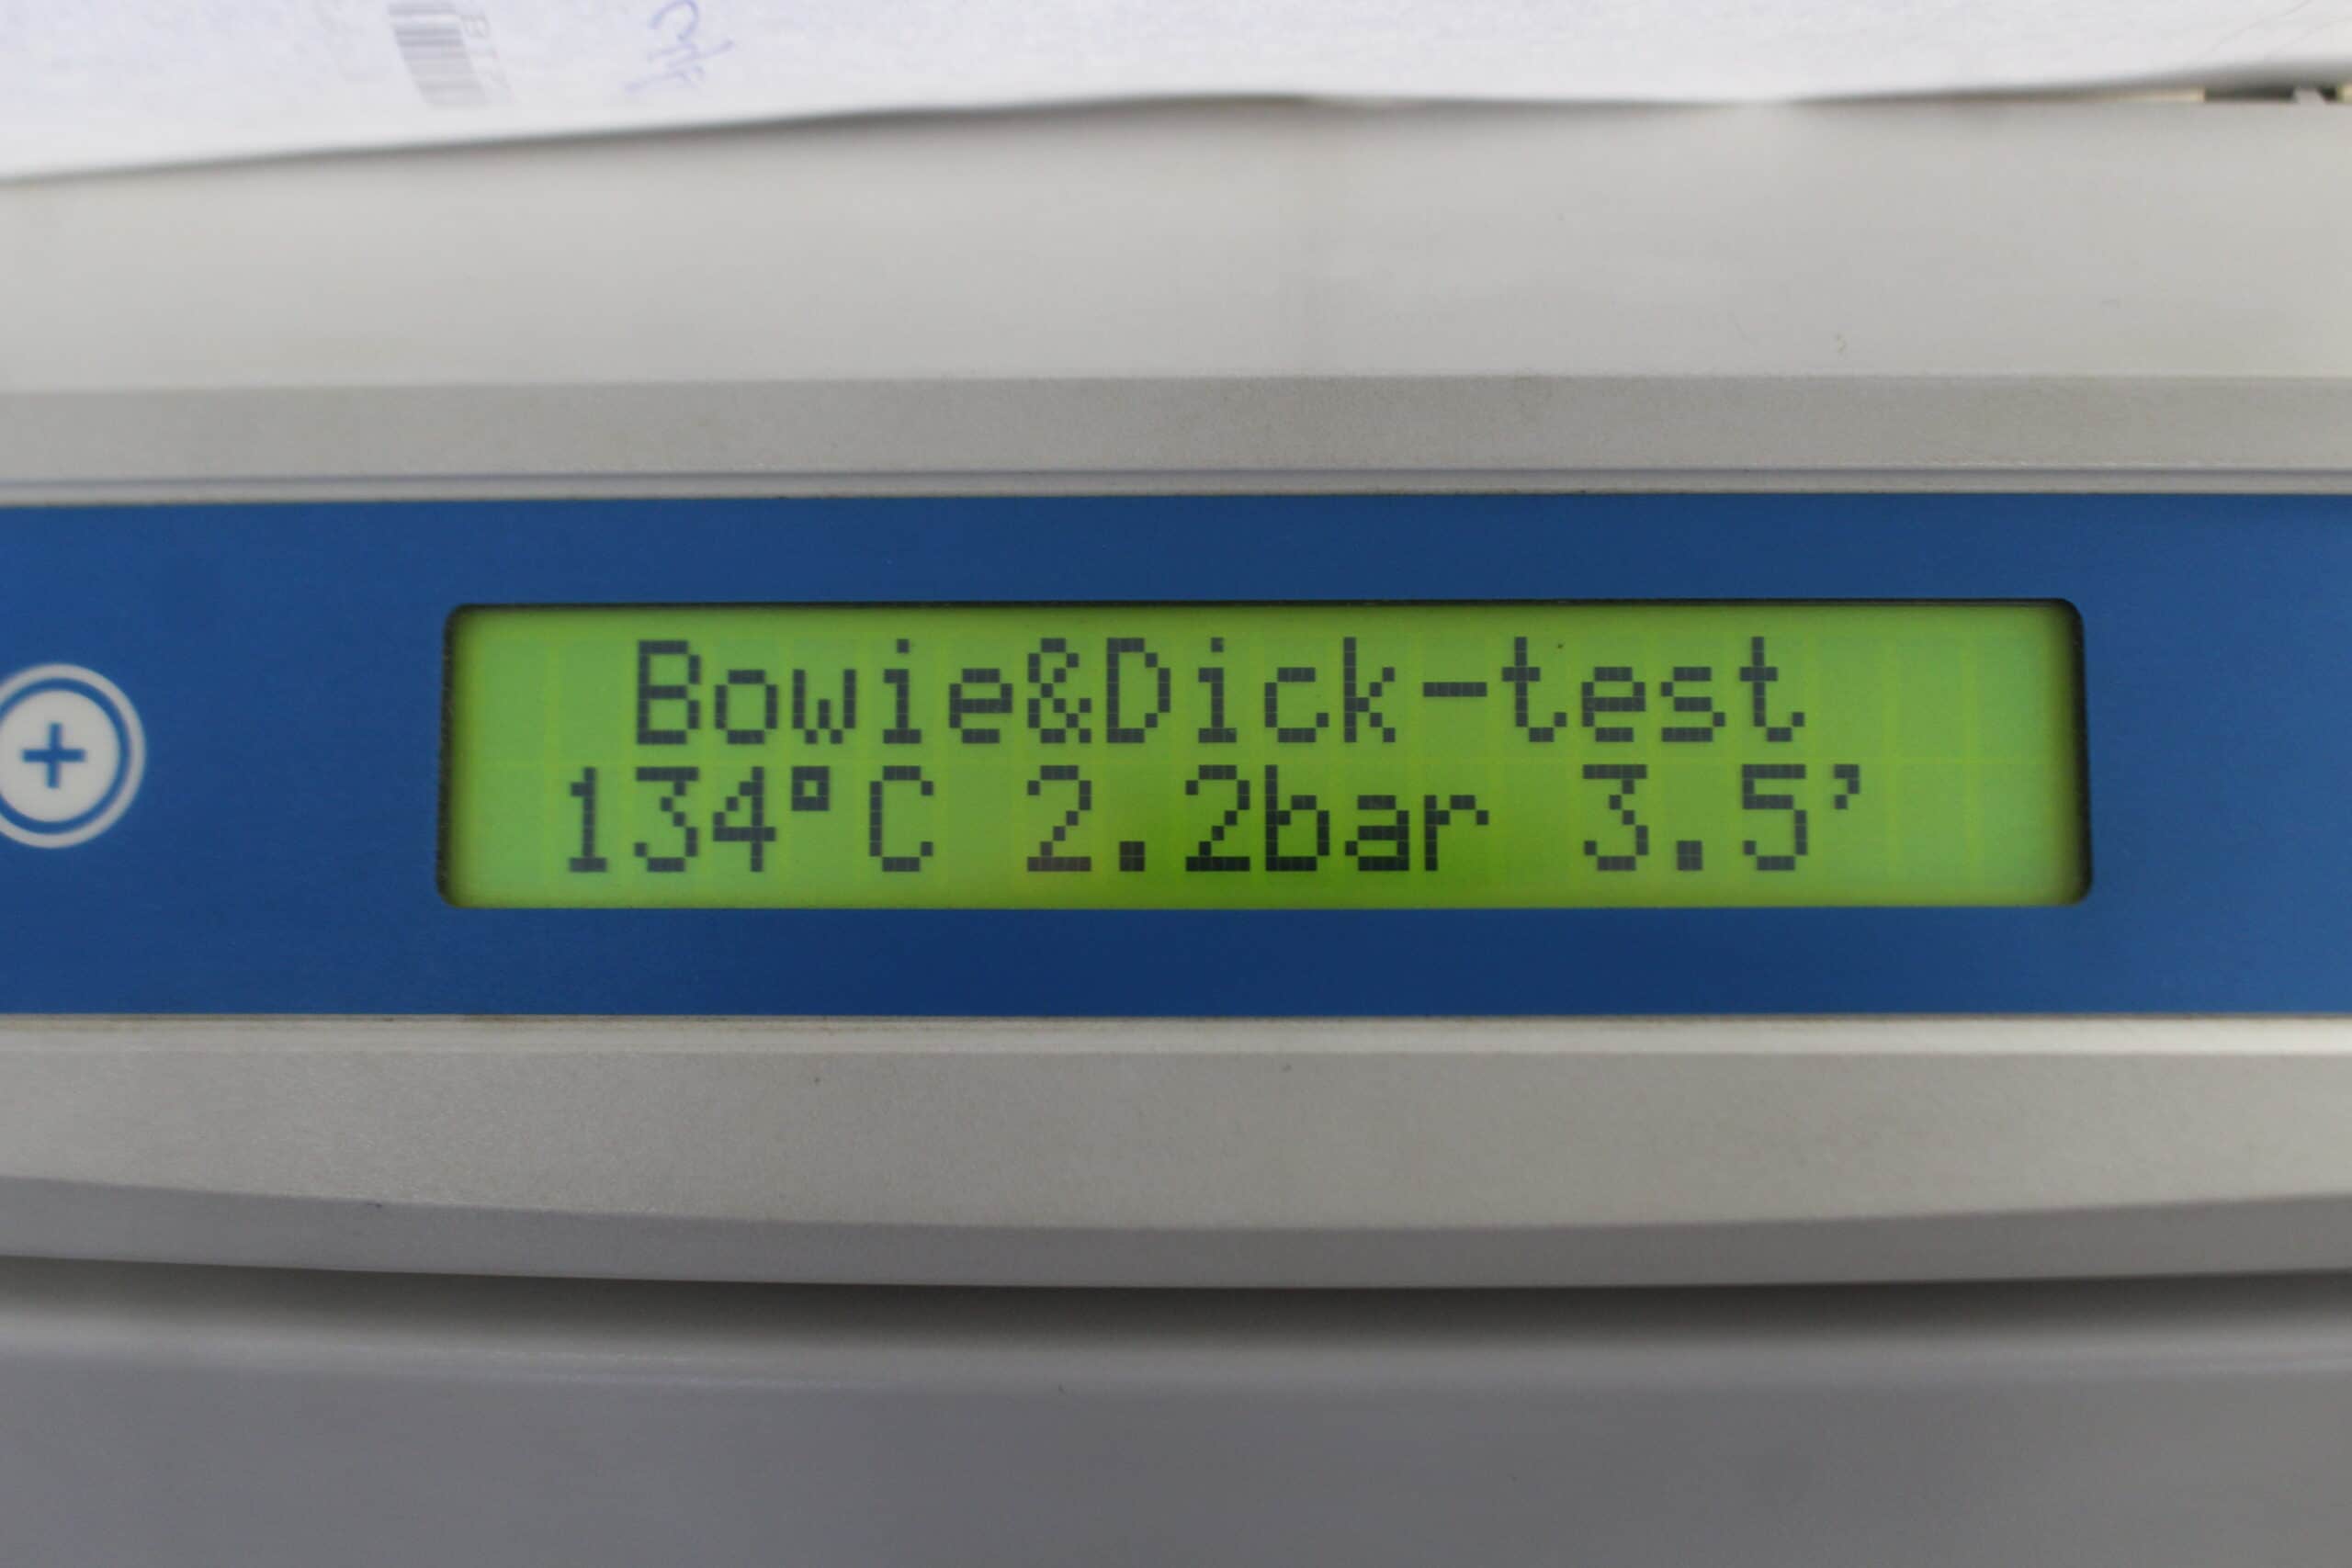 Bowie&Dick-test
134°C 2.2bar 3.5’